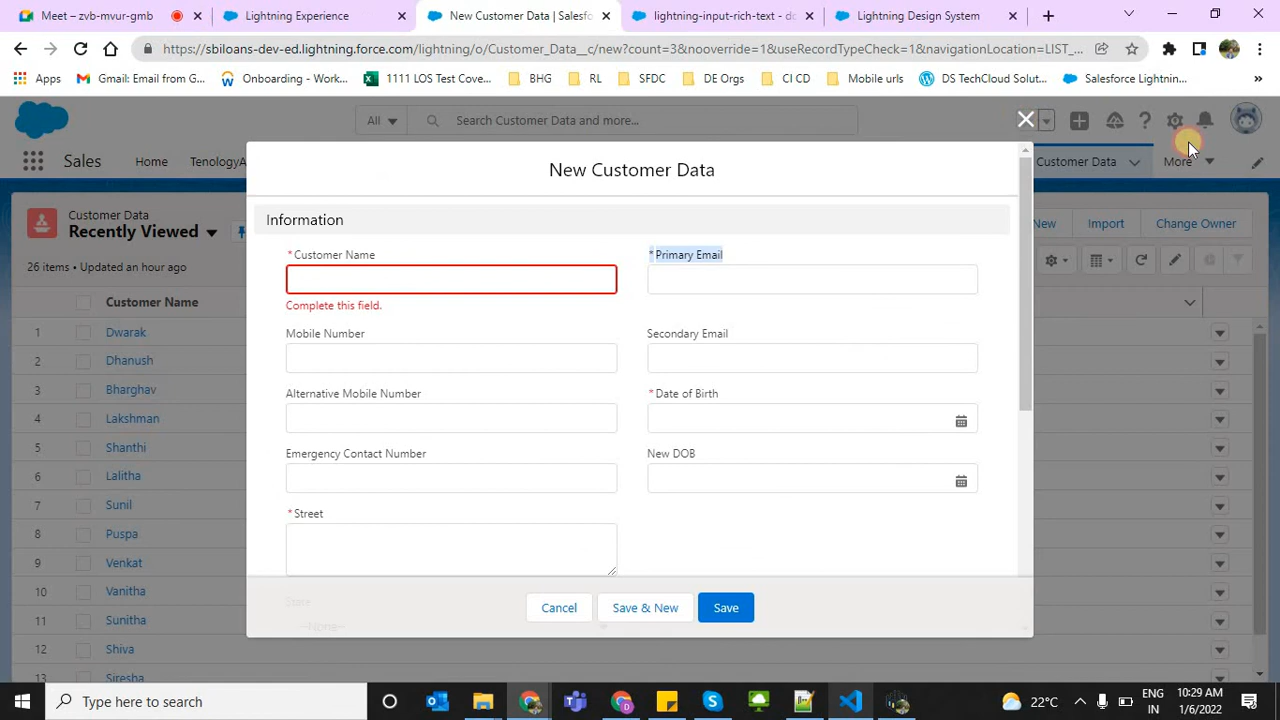 Meet – zvb-mvur-gmb
Lightning Experience
New Customer Data | Salesfo
lightning-input-rich-text - do
Lightning Design System
https://sbiloans-dev-ed.lightning.force.com/lightning/o/Customer_Data__c/new?count=3&nooverride=1&useRecordTypeCheck=1&navigationLocation=LIST_...
Apps
Gmail: Email from G...
Onboarding - Work...
1111 LOS Test Cove...
BHG
RL
SFDC
DE Orgs
CI CD
Mobile urls
DS TechCloud Solut...
Salesforce Lightnin...
»
All
Search Customer Data and more...
Sales
Home
TenologyA
Customer Data
More
New Customer Data
Customer Data
Recently Viewed
New
Import
Change Owner
26 items • Updated an hour ago
Information
*Customer Name
*Primary Email
Complete this field.
Mobile Number
Secondary Email
Alternative Mobile Number
*Date of Birth
Emergency Contact Number
New DOB
*Street
State
--None--
Cancel
Save & New
Save
Customer Name
1 Dwarak
2 Dhanush
3 Bharghav
4 Lakshman
5 Shanthi
6 Lalitha
7 Sunil
8 Puspa
9 Venkat
10 Vanitha
11 Sunitha
12 Shiva
13 Siresha
Type here to search
22°C
ENG
IN
10:29 AM
1/6/2022